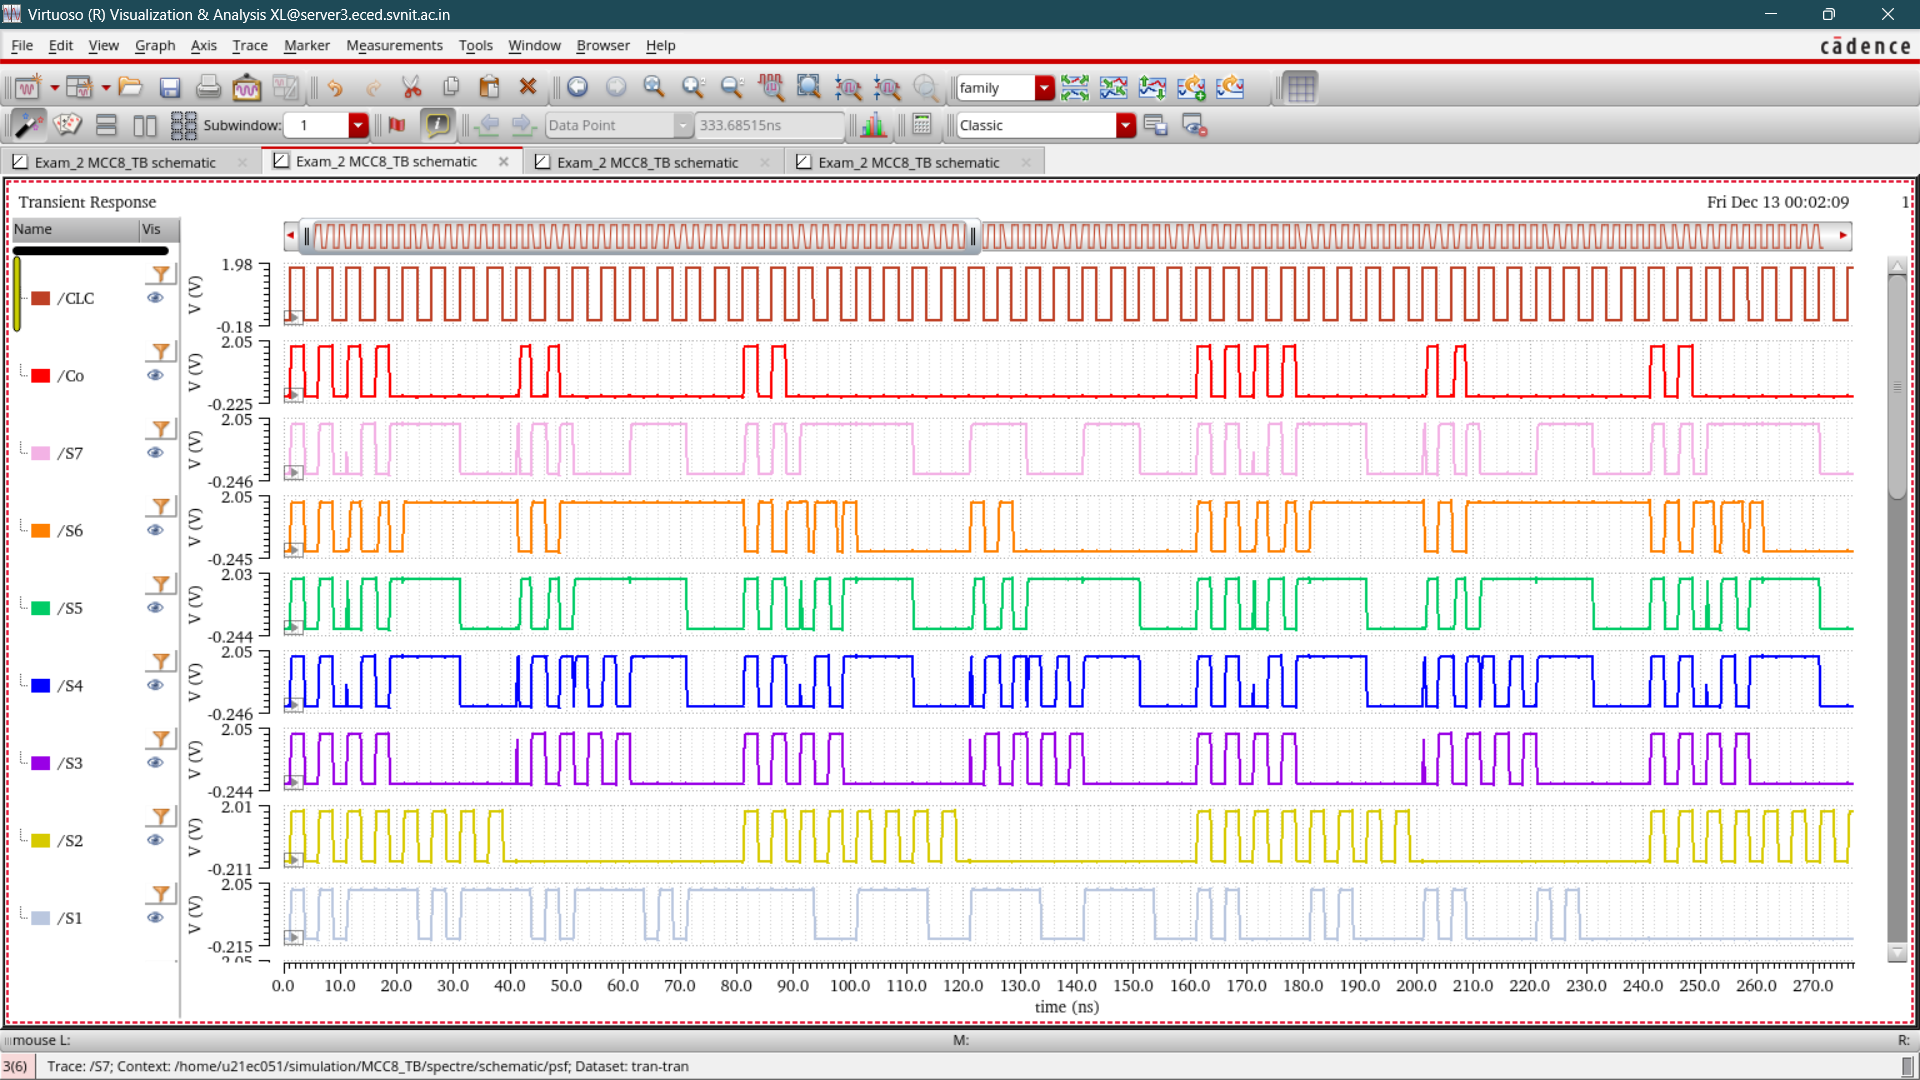 Virtuoso (R) Visualization & Analysis XL@server3.eced.svnit.ac.in
File Edit View Graph Axis Trace Marker Measurements Tools Window Browser Help
cādence
family
Subwindow: 1
Data Point
333.68515ns
Classic
Exam_2 MCC8_TB schematic
Exam_2 MCC8_TB schematic
Exam_2 MCC8_TB schematic
Exam_2 MCC8_TB schematic
Transient Response
Fri Dec 13 00:02:09
1
Name Vis
/CLC
V (V)
1.98
-0.18
/Co
V (V)
2.05
-0.225
/S7
V (V)
2.05
-0.246
/S6
V (V)
2.05
-0.245
/S5
V (V)
2.03
-0.244
/S4
V (V)
2.05
-0.246
/S3
V (V)
2.05
-0.244
/S2
V (V)
2.01
-0.211
/S1
V (V)
2.05
-0.215
2.05
0.0 10.0 20.0 30.0 40.0 50.0 60.0 70.0 80.0 90.0 100.0 110.0 120.0 130.0 140.0 150.0 160.0 170.0 180.0 190.0 200.0 210.0 220.0 230.0 240.0 250.0 260.0 270.0
time (ns)
mouse L:
M:
R:
3(6)
Trace: /S7; Context: /home/u21ec051/simulation/MCC8_TB/spectre/schematic/psf; Dataset: tran-tran